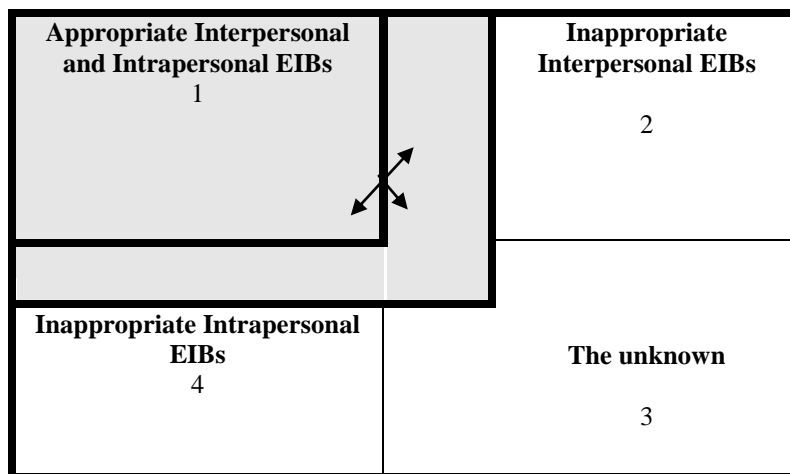 Appropriate Interpersonal
and Intrapersonal EIBs
1
Inappropriate
Interpersonal EIBs
2
Inappropriate Intrapersonal
EIBs
4
The unknown
3